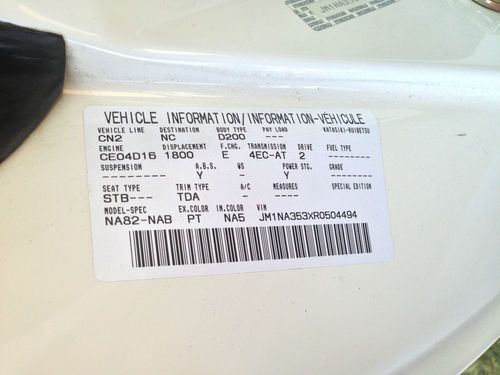 JM1NA353
VEHICLE INFORMATION/INFORMATION-VÉHICULE
VEHICLE LINE DESTINATION BODY TYPE PAY LOAD KATASIKI-RUIBETSU
CN2 NC D200
ENGINE DISPLACEMENT F.CHG. TRANSMISSION DRIVE FUEL TYPE
CE04D16 1800 E 4EC-AT 2 --------
SUSPENSION A.B.S. W.S POWER STG. GRADE
---------- Y - Y --------
SEAT TYPE TRIM TYPE A/C MEASURES SPECIAL EDITION
STB--- TDA - ----
MODEL-SPEC EX.COLOR IN.COLOR VIN
NA82-NAB PT NA5 JM1NA353XR0504494